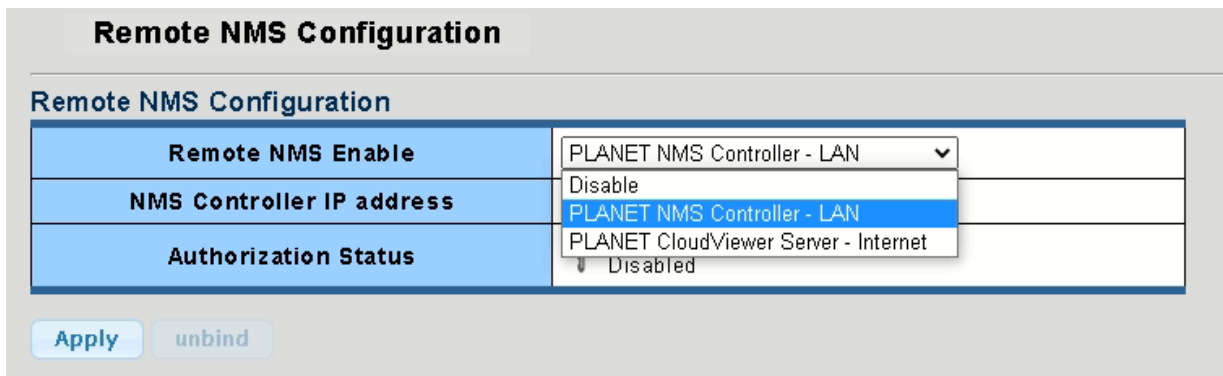 Remote NMS Configuration
Remote NMS Configuration
Remote NMS Enable PLANET NMS Controller - LAN
Disable
NMS Controller IP address PLANET NMS Controller - LAN
PLANET CloudViewer Server - Internet
Authorization Status Disabled
Apply unbind